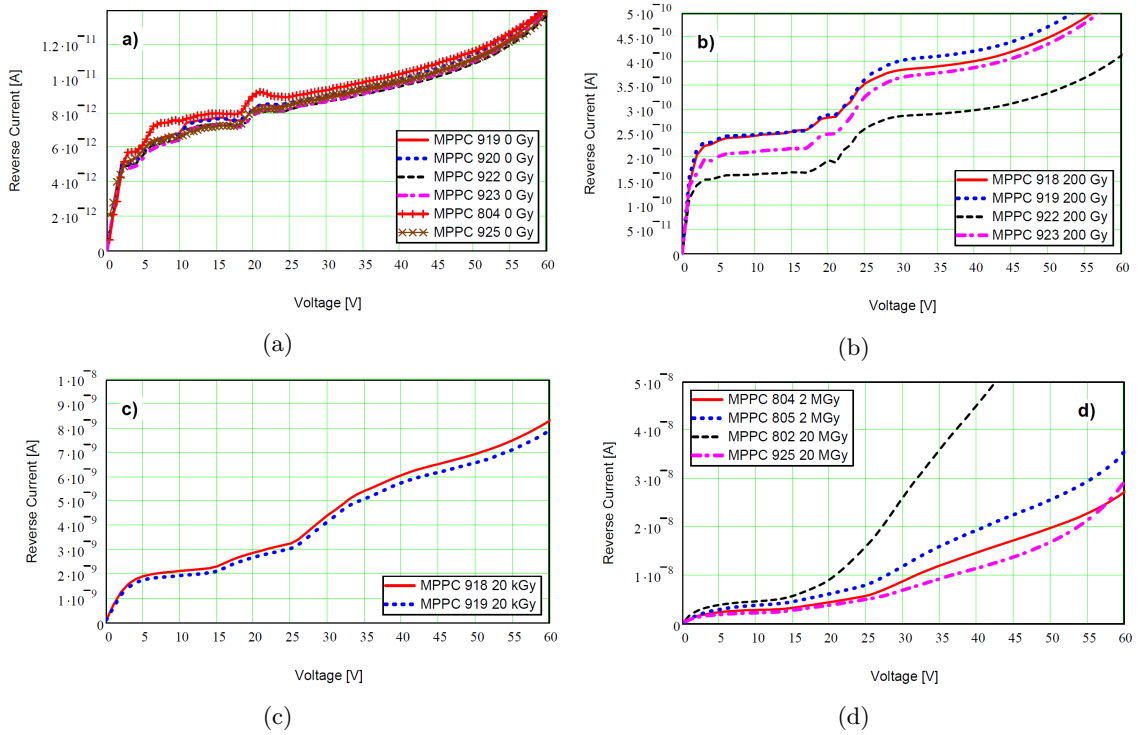 a)
Reverse Current [A]
1.2·10⁻¹¹
1·10⁻¹¹
8·10⁻¹²
6·10⁻¹²
4·10⁻¹²
2·10⁻¹²
0
MPPC 919 0 Gy
MPPC 920 0 Gy
MPPC 922 0 Gy
MPPC 923 0 Gy
MPPC 804 0 Gy
MPPC 925 0 Gy
0 5 10 15 20 25 30 35 40 45 50 55 60
Voltage [V]
(a)
b)
Reverse Current [A]
5·10⁻¹⁰
4.5·10⁻¹⁰
4·10⁻¹⁰
3.5·10⁻¹⁰
3·10⁻¹⁰
2.5·10⁻¹⁰
2·10⁻¹⁰
1.5·10⁻¹⁰
1·10⁻¹⁰
5·10⁻¹¹
0
MPPC 918 200 Gy
MPPC 919 200 Gy
MPPC 922 200 Gy
MPPC 923 200 Gy
0 5 10 15 20 25 30 35 40 45 50 55 60
Voltage [V]
(b)
c)
Reverse Current [A]
1·10⁻⁸
9·10⁻⁹
8·10⁻⁹
7·10⁻⁹
6·10⁻⁹
5·10⁻⁹
4·10⁻⁹
3·10⁻⁹
2·10⁻⁹
1·10⁻⁹
0
MPPC 918 20 kGy
MPPC 919 20 kGy
0 5 10 15 20 25 30 35 40 45 50 55 60
Voltage [V]
(c)
d)
Reverse Current [A]
5·10⁻⁸
4·10⁻⁸
3·10⁻⁸
2·10⁻⁸
1·10⁻⁸
0
MPPC 804 2 MGy
MPPC 805 2 MGy
MPPC 802 20 MGy
MPPC 925 20 MGy
0 5 10 15 20 25 30 35 40 45 50 55 60
Voltage [V]
(d)